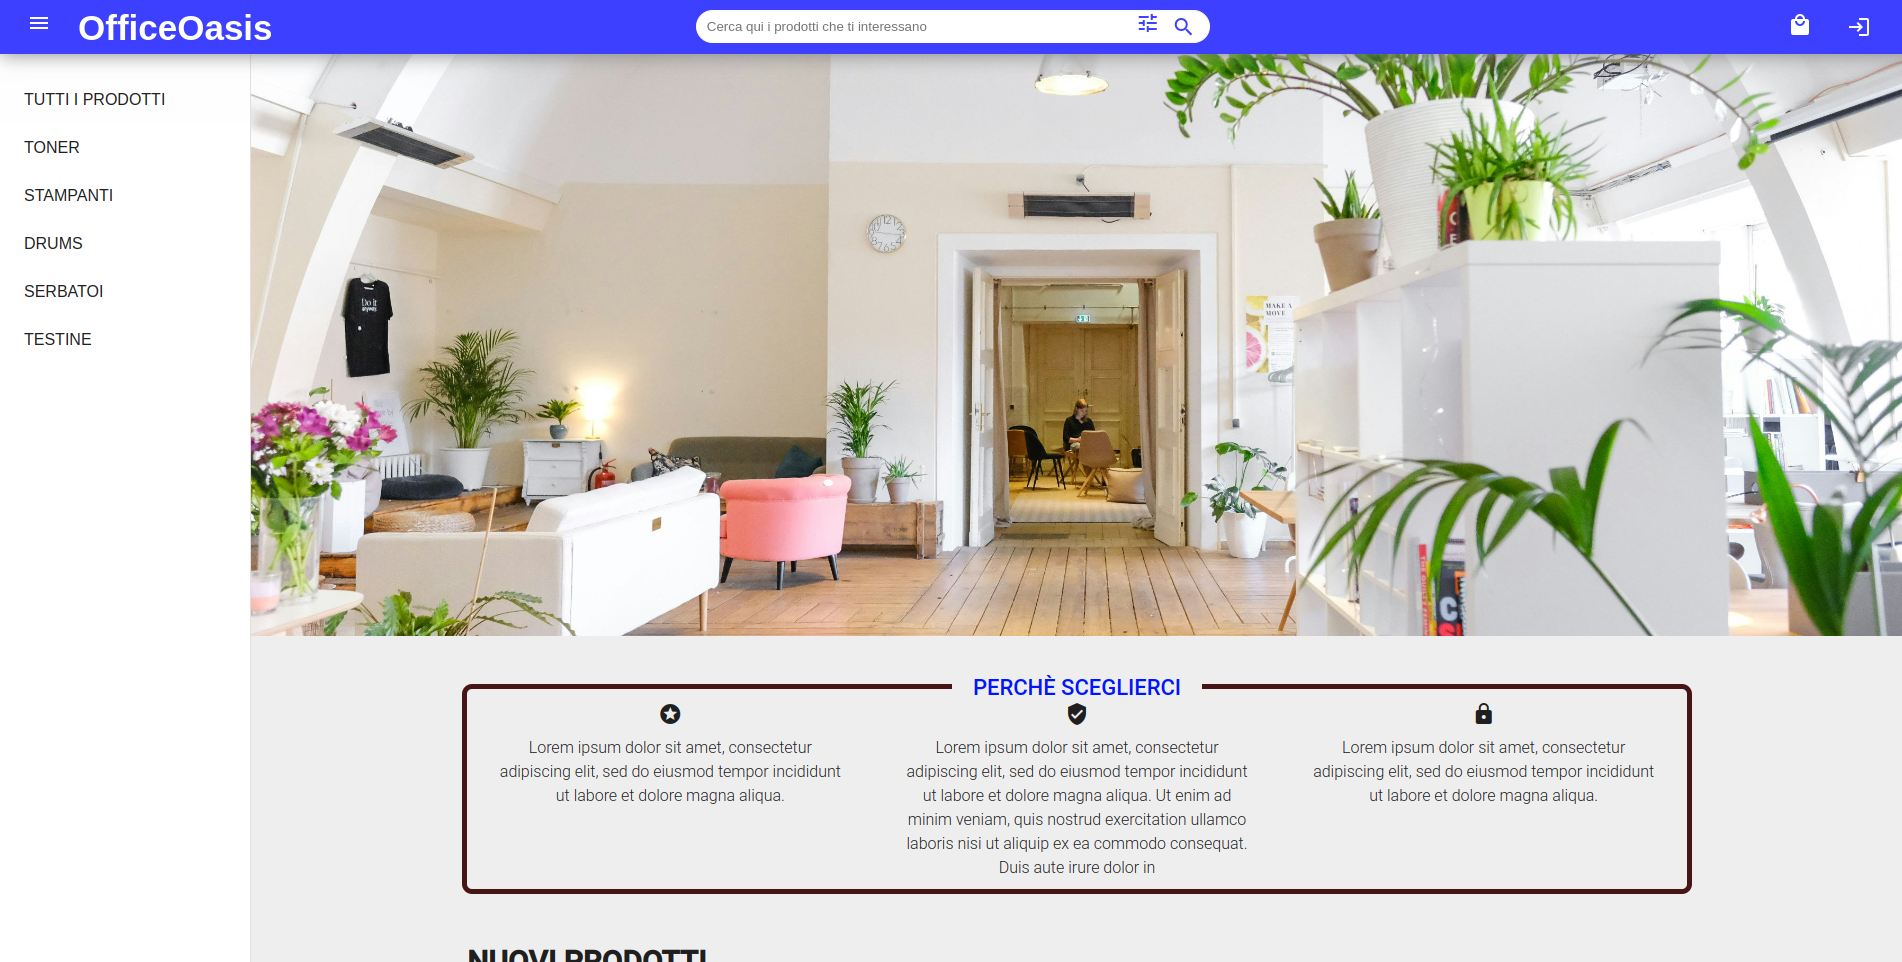 OfficeOasis
Cerca qui i prodotti che ti interessano
TUTTI I PRODOTTI
TONER
STAMPANTI
DRUMS
SERBATOI
TESTINE
Do it
anyway.
MAKE A
MOVE
PERCHÈ SCEGLIERCI
Lorem ipsum dolor sit amet, consectetur
adipiscing elit, sed do eiusmod tempor incididunt
ut labore et dolore magna aliqua.
Lorem ipsum dolor sit amet, consectetur
adipiscing elit, sed do eiusmod tempor incididunt
ut labore et dolore magna aliqua. Ut enim ad
minim veniam, quis nostrud exercitation ullamco
laboris nisi ut aliquip ex ea commodo consequat.
Duis aute irure dolor in
Lorem ipsum dolor sit amet, consectetur
adipiscing elit, sed do eiusmod tempor incididunt
ut labore et dolore magna aliqua.
NUOVI PRODOTTI